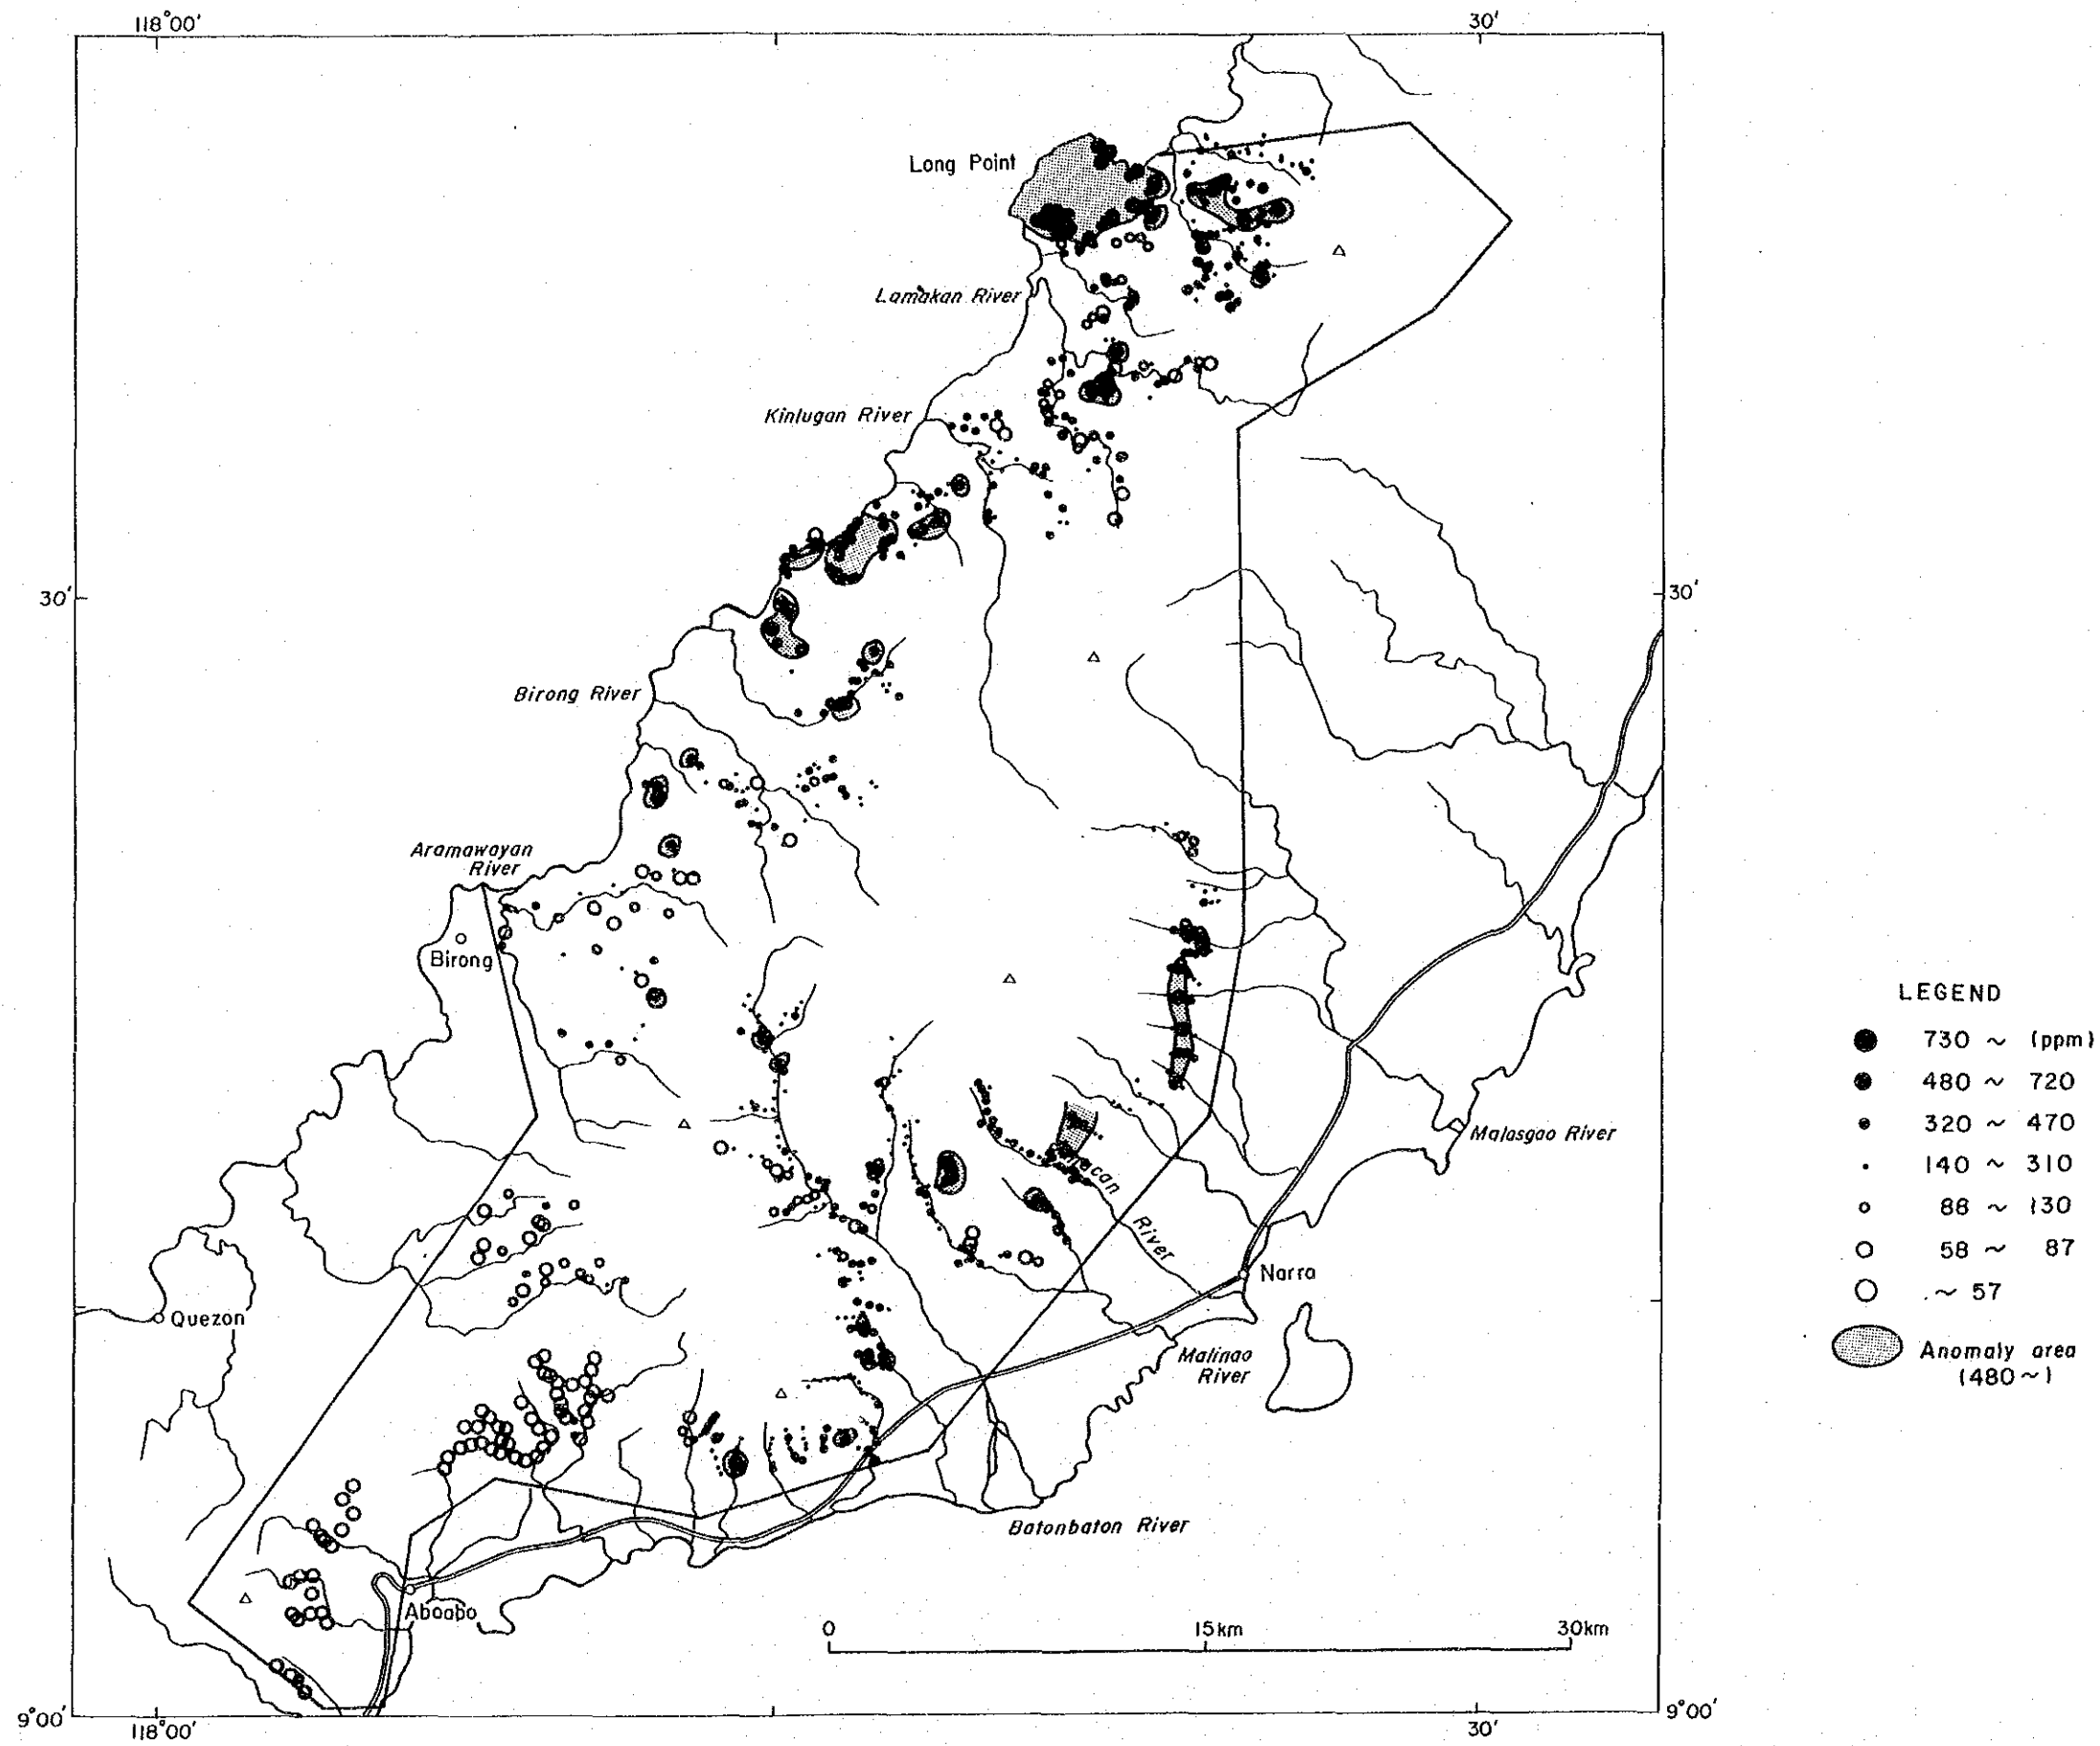 118°00'
30'
Long Point
Lamakan River
Kinlugan River
30'
30'
Birong River
Aramawayan
River
Birong
Malasgao River
River
Narra
Quezon
Malinao
River
Batonbaton River
Aboabo
0 15km 30km
9°00'
118°00'
30'
9°00'
LEGEND
730 ~ (ppm)
480 ~ 720
320 ~ 470
140 ~ 310
88 ~ 130
58 ~ 87
~ 57
Anomaly area
(480~)